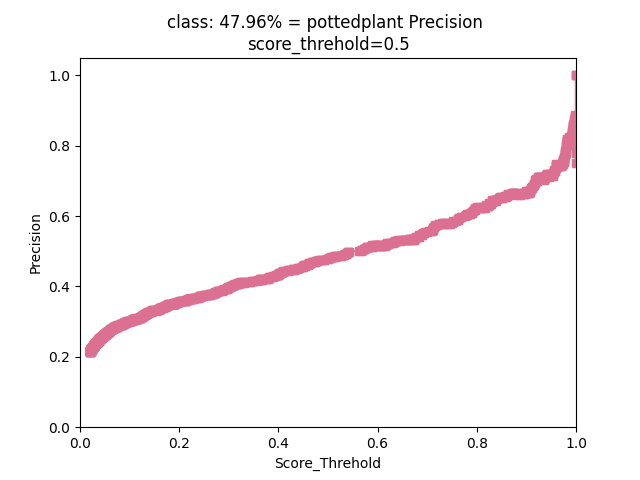 class: 47.96% = pottedplant Precision
score_threhold=0.5
Precision
1.0
0.8
0.6
0.4
0.2
0.0
0.0 0.2 0.4 0.6 0.8 1.0
Score_Threhold